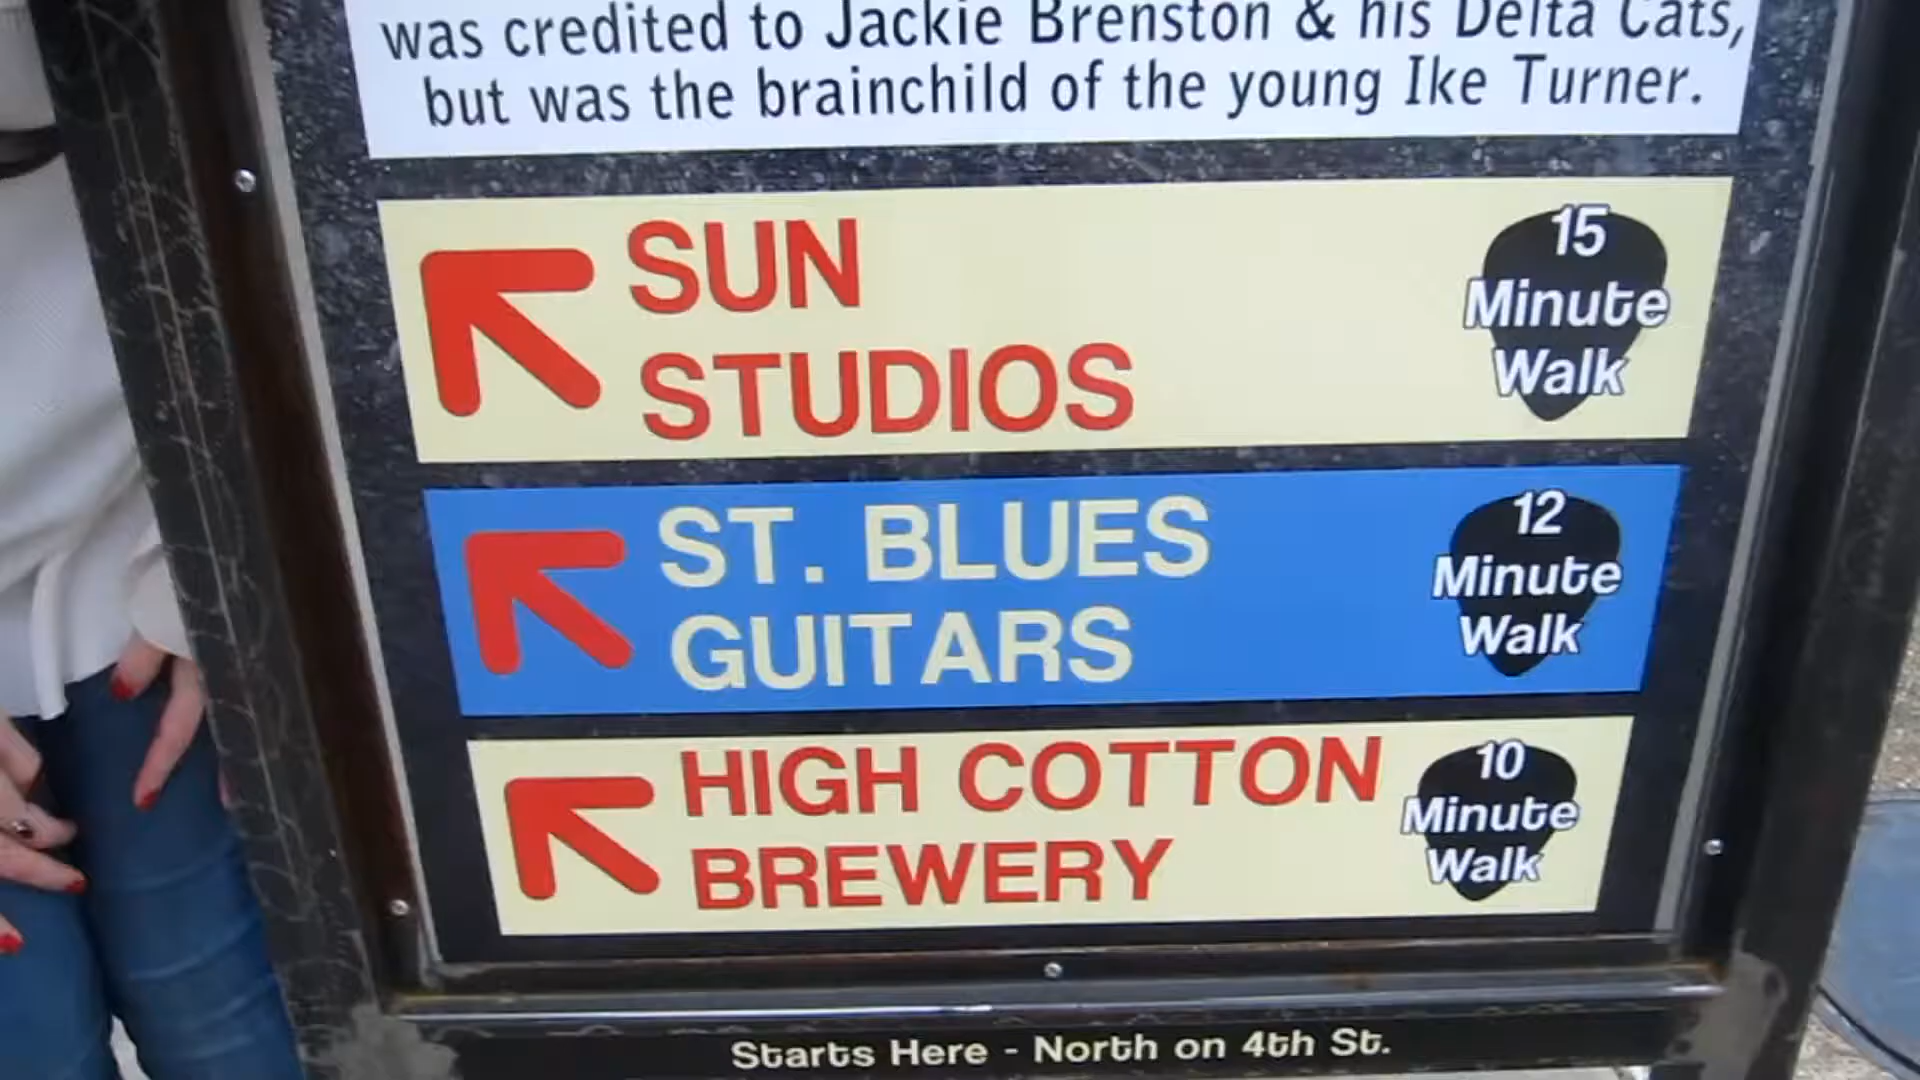 was credited to Jackie Brenston & his Delta Cats,
but was the brainchild of the young Ike Turner.
SUN
STUDIOS
15
Minute
Walk
ST. BLUES
GUITARS
12
Minute
Walk
HIGH COTTON
BREWERY
10
Minute
Walk
Starts Here - North on 4th St.